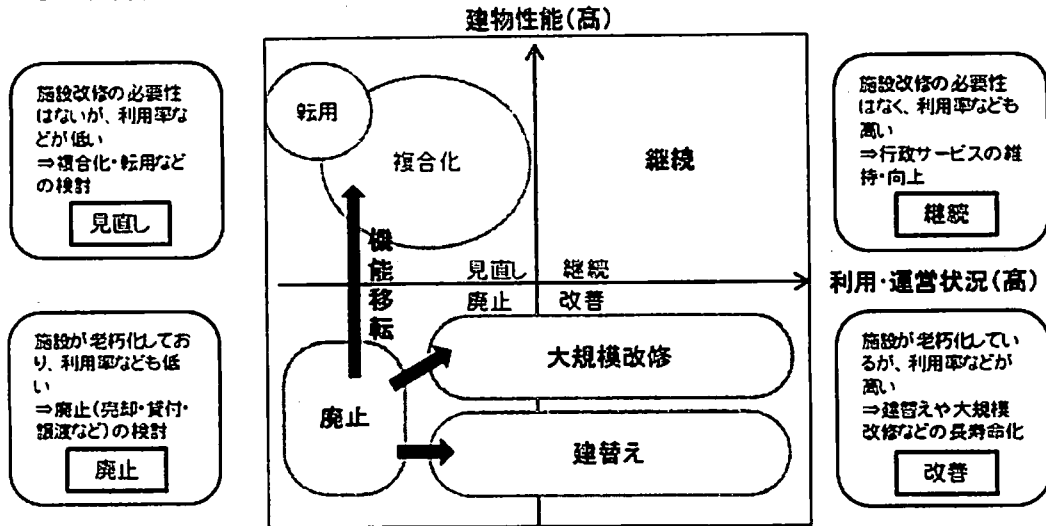 建物性能(高)
施設改修の必要性
はないが、利用率な
どが低い
⇒複合化・転用など
の検討
見直し
転用
複合化
継続
施設改修の必要性
はなく、利用率なども
高い
⇒行政サービスの維
持・向上
継続
機能移転
見直し
継続
廃止
改善
利用・運営状況(高)
施設が老朽化してお
り、利用率なども低
い
⇒廃止(売却・貸付・
譲渡など)の検討
廃止
廃止
大規模改修
建替え
施設が老朽化してい
るが、利用率などが
高い
⇒建替えや大規模
改修などの長寿命化
改善